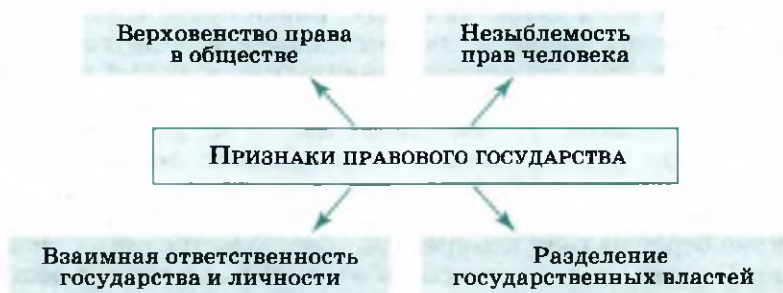 Верховенство права
в обществе
Незыблемость
прав человека
Признаки правового государства
Взаимная ответственность
государства и личности
Разделение
государственных властей